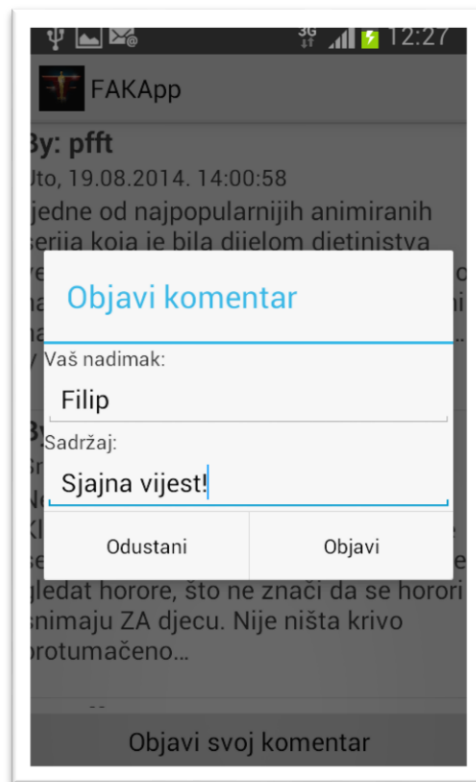 3G 12:27
FAKApp
By: pfft
Uto, 19.08.2014. 14:00:58
jedne od najpopularnijih animiranih
serija koja je bila dijelom djetinjstva
Objavi komentar
Vaš nadimak:
Filip
Sadržaj:
Sjajna vijest!
Odustani Objavi
gledat horore, što ne znači da se horori
snimaju ZA djecu. Nije ništa krivo
protumačeno…
Objavi svoj komentar